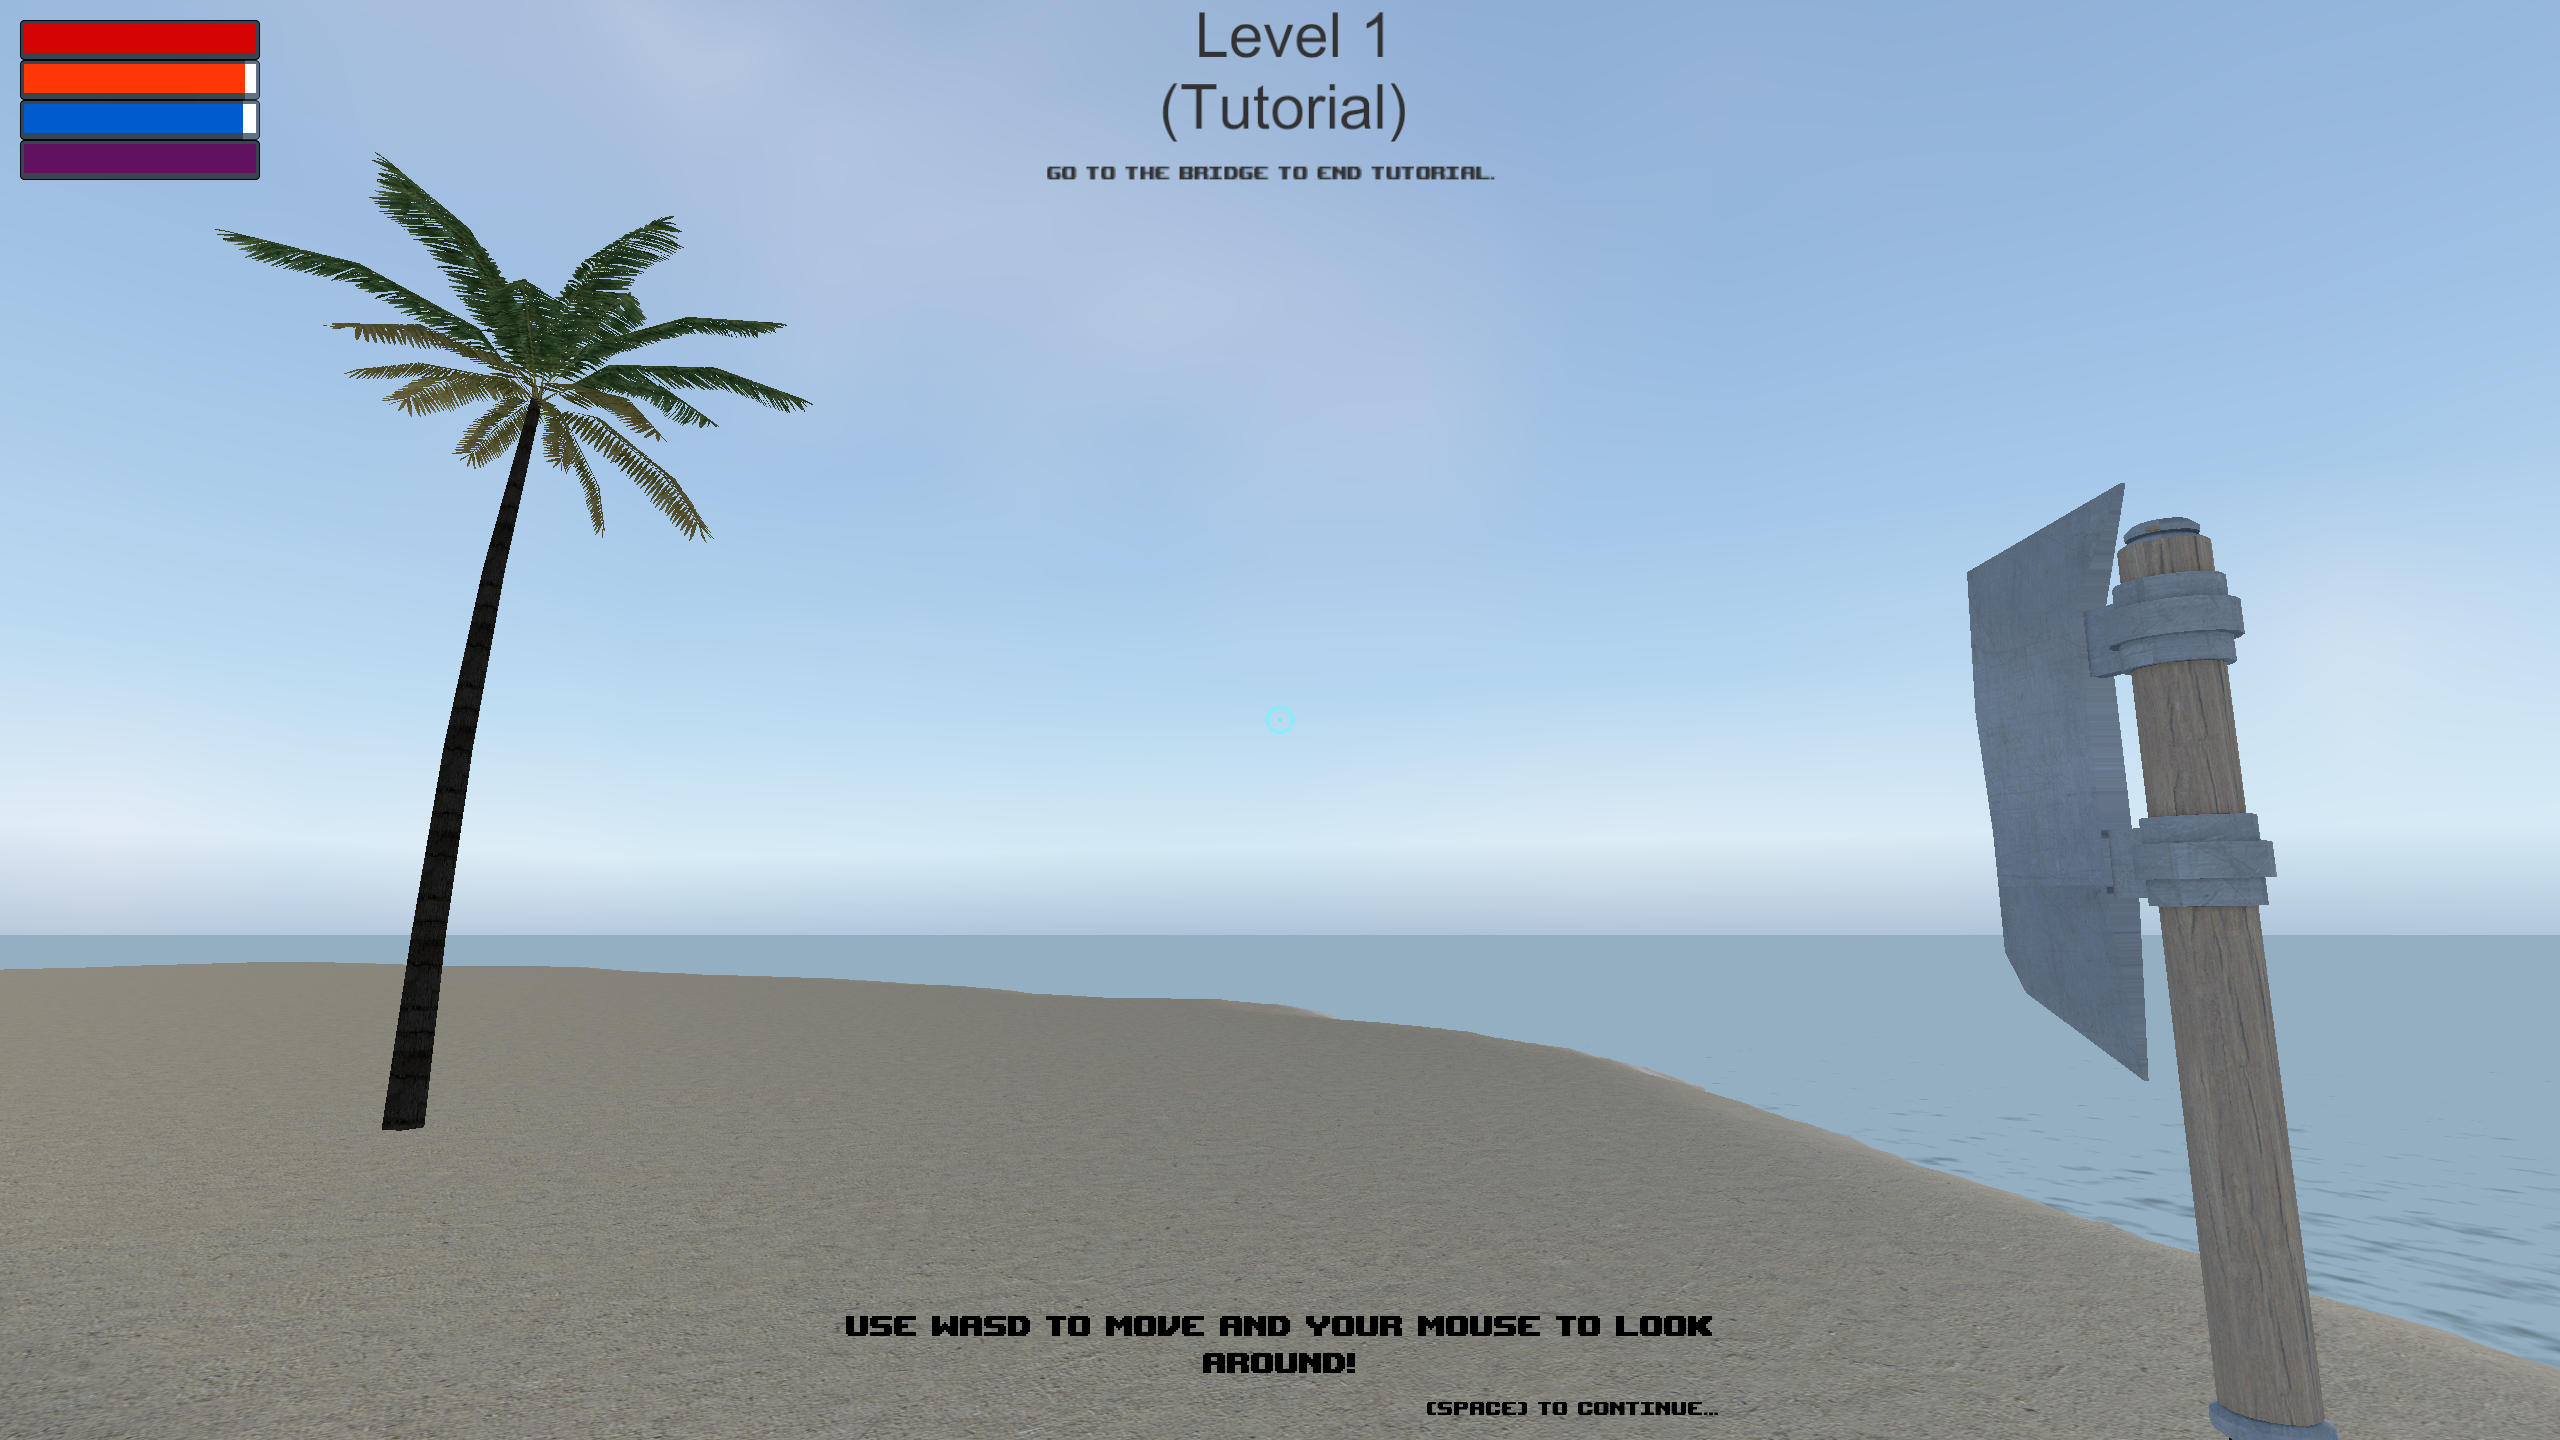 Level 1
(Tutorial)
GO TO THE BRIDGE TO END TUTORIAL.
USE WASD TO MOVE AND YOUR MOUSE TO LOOK
AROUND!
(SPACE) TO CONTINUE...